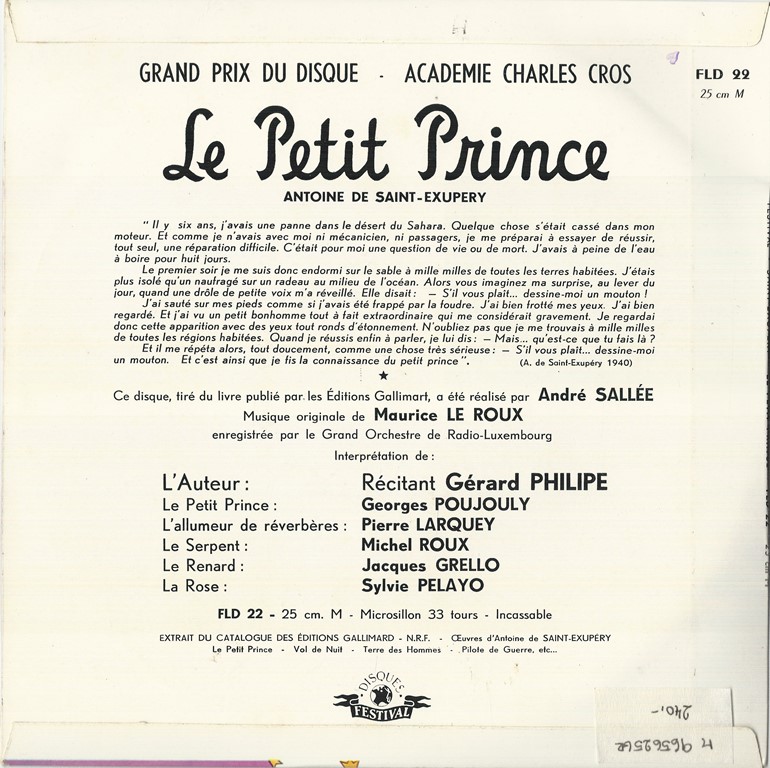 GRAND PRIX DU DISQUE - ACADEMIE CHARLES CROS
FLD 22
25 cm M
Le Petit Prince
ANTOINE DE SAINT-EXUPERY
" Il y six ans, j'avais une panne dans le désert du Sahara. Quelque chose s'était cassé dans mon
moteur. Et comme je n'avais avec moi ni mécanicien, ni passagers, je me préparai à essayer de réussir,
tout seul, une réparation difficile. C'était pour moi une question de vie ou de mort. J'avais à peine de l'eau
à boire pour huit jours.
Le premier soir je me suis donc endormi sur le sable à mille milles de toutes les terres habitées. J'étais
plus isolé qu'un naufragé sur un radeau au milieu de l'océan. Alors vous imaginez ma surprise, au lever du
jour, quand une drôle de petite voix m'a réveillé. Elle disait : — S'il vous plaît... dessine-moi un mouton !
J'ai sauté sur mes pieds comme si j'avais été frappé par la foudre. J'ai bien frotté mes yeux. J'ai bien
regardé. Et j'ai vu un petit bonhomme tout à fait extraordinaire qui me considérait gravement. Je regardai
donc cette apparition avec des yeux tout ronds d'étonnement. N'oubliez pas que je me trouvais à mille milles
de toutes les régions habitées. Quand je réussis enfin à parler, je lui dis : — Mais... qu'est-ce que tu fais là ?
Et il me répéta alors, tout doucement, comme une chose très sérieuse : — S'il vous plait... dessine-moi
un mouton. Et c'est ainsi que je fis la connaissance du petit prince ". (A. de Saint-Exupéry 1940)
★
Ce disque, tiré du livre publié par les Éditions Gallimart, a été réalisé par André SALLÉE
Musique originale de Maurice LE ROUX
enregistrée par le Grand Orchestre de Radio-Luxembourg
Interprétation de :
L'Auteur : Récitant Gérard PHILIPE
Le Petit Prince : Georges POUJOULY
L'allumeur de réverbères : Pierre LARQUEY
Le Serpent : Michel ROUX
Le Renard : Jacques GRELLO
La Rose : Sylvie PELAYO
FLD 22 - 25 cm. M - Microsillon 33 tours - Incassable
EXTRAIT DU CATALOGUE DES ÉDITIONS GALLIMARD - N.R.F. - Œuvres d'Antoine de SAINT-EXUPÉRY
Le Petit Prince - Vol de Nuit - Terre des Hommes - Pilote de Guerre, etc...
DISQUES
FESTIVAL
240,-